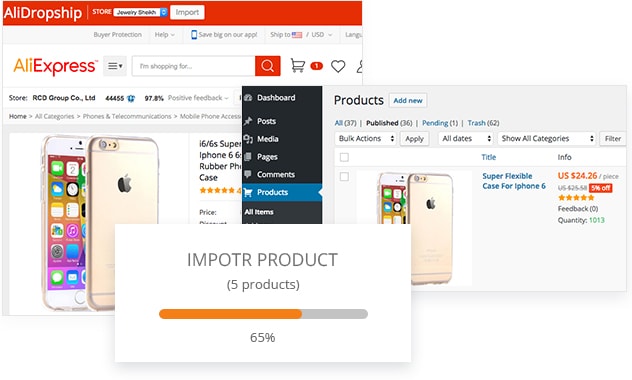 AliDropship STORE Jewelry Sheikh Import
Buyer Protection Help Save big on our app! Ship to / USD Langu
AliExpress I'm shopping for... 1
Store: RCD Group Co., Ltd 44455 97.8% Positive feedback
Home > All Categories > Phones & Telecommunications > Mobile Phone Access
i6/6s Super
Iphone 6 6s
Rubber Pho
Case
Price:
Discount
Dashboard
Posts
Media
Pages
Comments
Products
All Items
Products Add new
All (37) | Published (36) | Pending (1) | Trash (62)
Bulk Actions Apply All dates Show All Categories Filter
Title Info
Super Flexible
Case For Iphone 6
US $24.26 / piece
US $25.58 5% off
Feedback (0)
Quantity: 1013
IMPOTR PRODUCT
(5 products)
65%